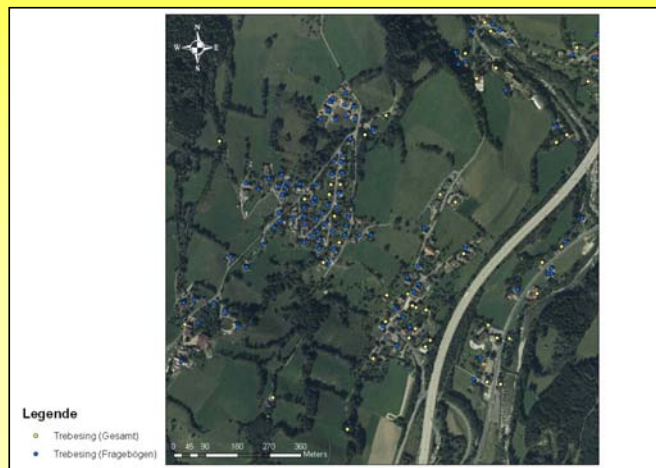 N
W E
S
Legende
Trebesing (Gesamt)
Trebesing (Fragebögen)
0 45 90 180 270 360
Meters